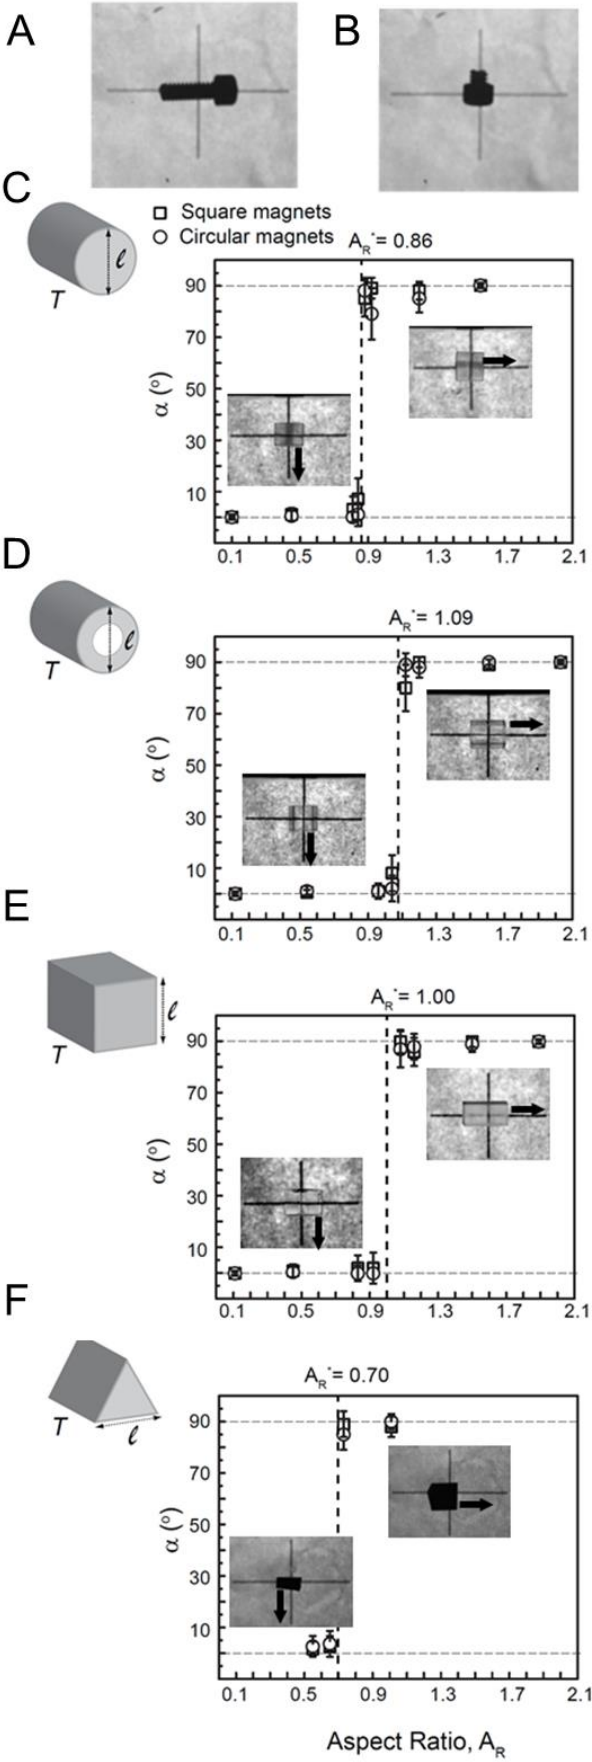 A
B
C
ℓ
T
Square magnets
Circular magnets
A_R^*= 0.86
90
70
50
30
10
α (°)
0.1 0.5 0.9 1.3 1.7 2.1
D
ℓ
T
A_R^*= 1.09
90
70
50
30
10
α (°)
0.1 0.5 0.9 1.3 1.7 2.1
E
ℓ
T
A_R^*= 1.00
90
70
50
30
10
α (°)
0.1 0.5 0.9 1.3 1.7 2.1
F
T
ℓ
A_R^*= 0.70
90
70
50
30
10
α (°)
0.1 0.5 0.9 1.3 1.7 2.1
Aspect Ratio, A_R